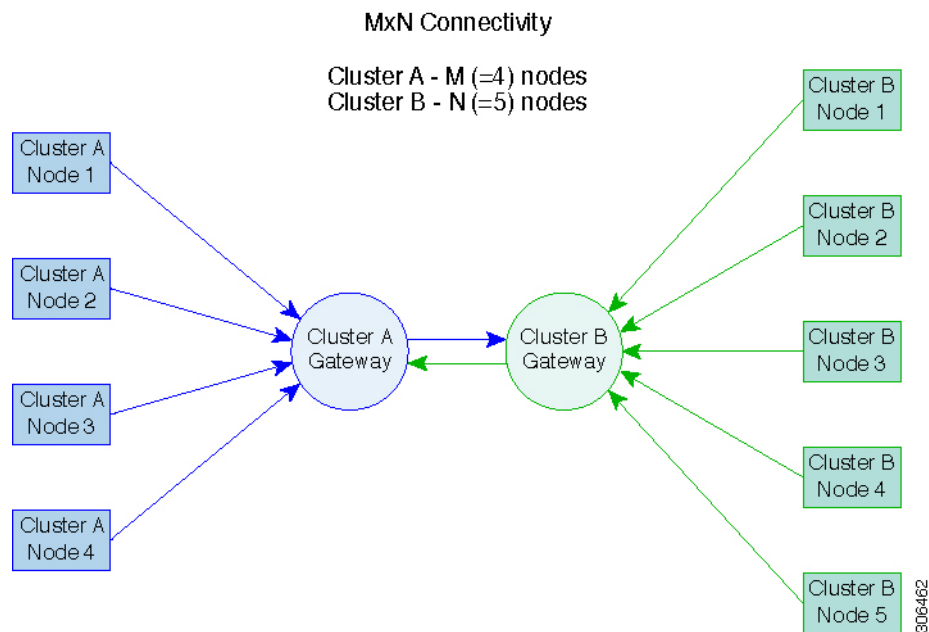 MxN Connectivity
Cluster A - M (=4) nodes
Cluster B - N (=5) nodes
Cluster A
Node 1
Cluster A
Node 2
Cluster A
Node 3
Cluster A
Node 4
Cluster A
Gateway
Cluster B
Gateway
Cluster B
Node 1
Cluster B
Node 2
Cluster B
Node 3
Cluster B
Node 4
Cluster B
Node 5
306462